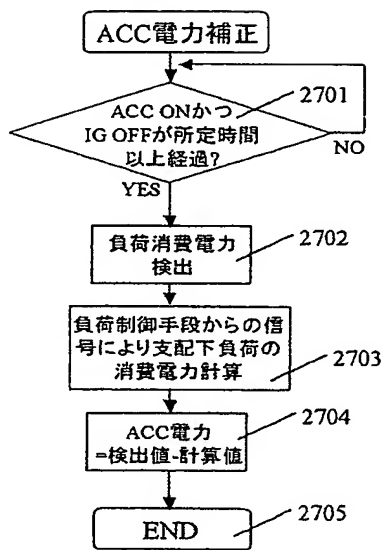 ACC電力補正
ACC ONかつ
IG OFFが所定時間
以上経過?
2701
NO
YES
負荷消費電力
検出
2702
負荷制御手段からの信
号により支配下負荷の
消費電力計算
2703
ACC電力
=検出値-計算値
2704
END
2705